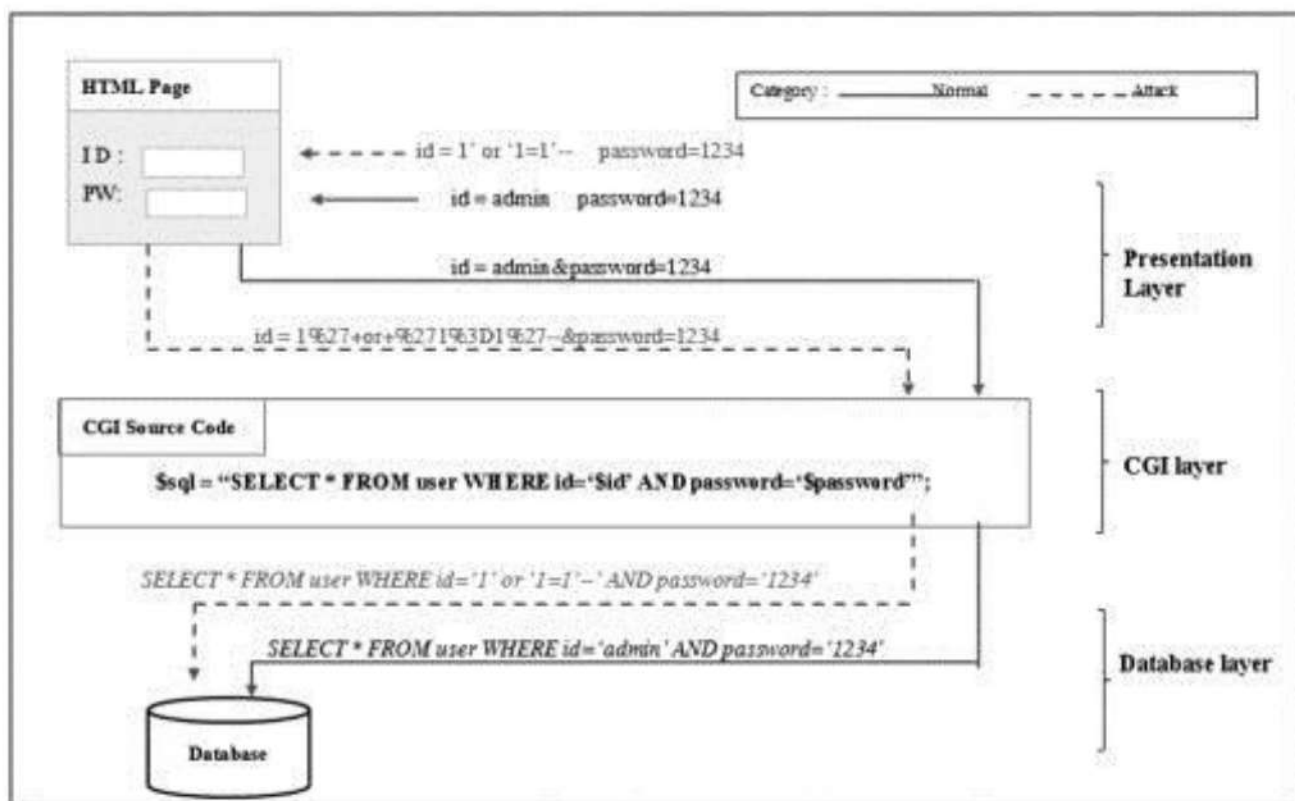 HTML Page
Category : Normal Attack
ID :
id = 1’ or ‘1=1’-- password=1234
PW:
id = admin password=1234
id = admin&password=1234
Presentation
Layer
id = 1%27+or+%271%3D1%27--&password=1234
CGI Source Code
$sql = “SELECT * FROM user WHERE id=‘$id’ AND password=‘$password’”;
CGI layer
SELECT * FROM user WHERE id=‘1’ or ‘1=1’--’ AND password=‘1234’
SELECT * FROM user WHERE id=‘admin’ AND password=‘1234’
Database layer
Database